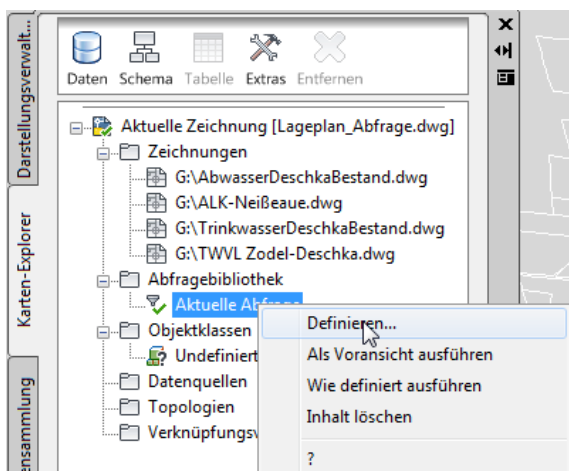 Darstellungsverwalt...
Karten-Explorer
Daten Schema Tabelle Extras Entfernen
Aktuelle Zeichnung [Lageplan_Abfrage.dwg]
Zeichnungen
G:\AbwasserDeschkaBestand.dwg
G:\ALK-Neißeaue.dwg
G:\TrinkwasserDeschkaBestand.dwg
G:\TWVL Zodel-Deschka.dwg
Abfragebibliothek
Aktuelle Abfrage
Objektklassen
Undefiniert
Datenquellen
Topologien
Definieren...
Als Voransicht ausführen
Wie definiert ausführen
Inhalt löschen
?